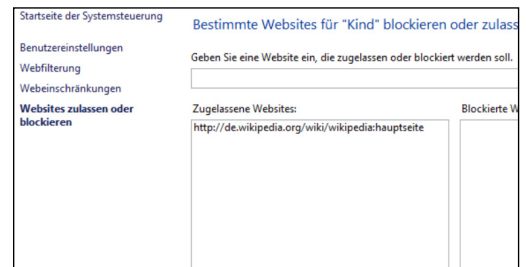 Startseite der Systemsteuerung
Bestimmte Websites für "Kind" blockieren oder zulass
Benutzereinstellungen
Webfilterung
Webeinschränkungen
Websites zulassen oder
blockieren
Geben Sie eine Website ein, die zugelassen oder blockiert werden soll.
Zugelassene Websites:
Blockierte W
http://de.wikipedia.org/wiki/wikipedia:hauptseite